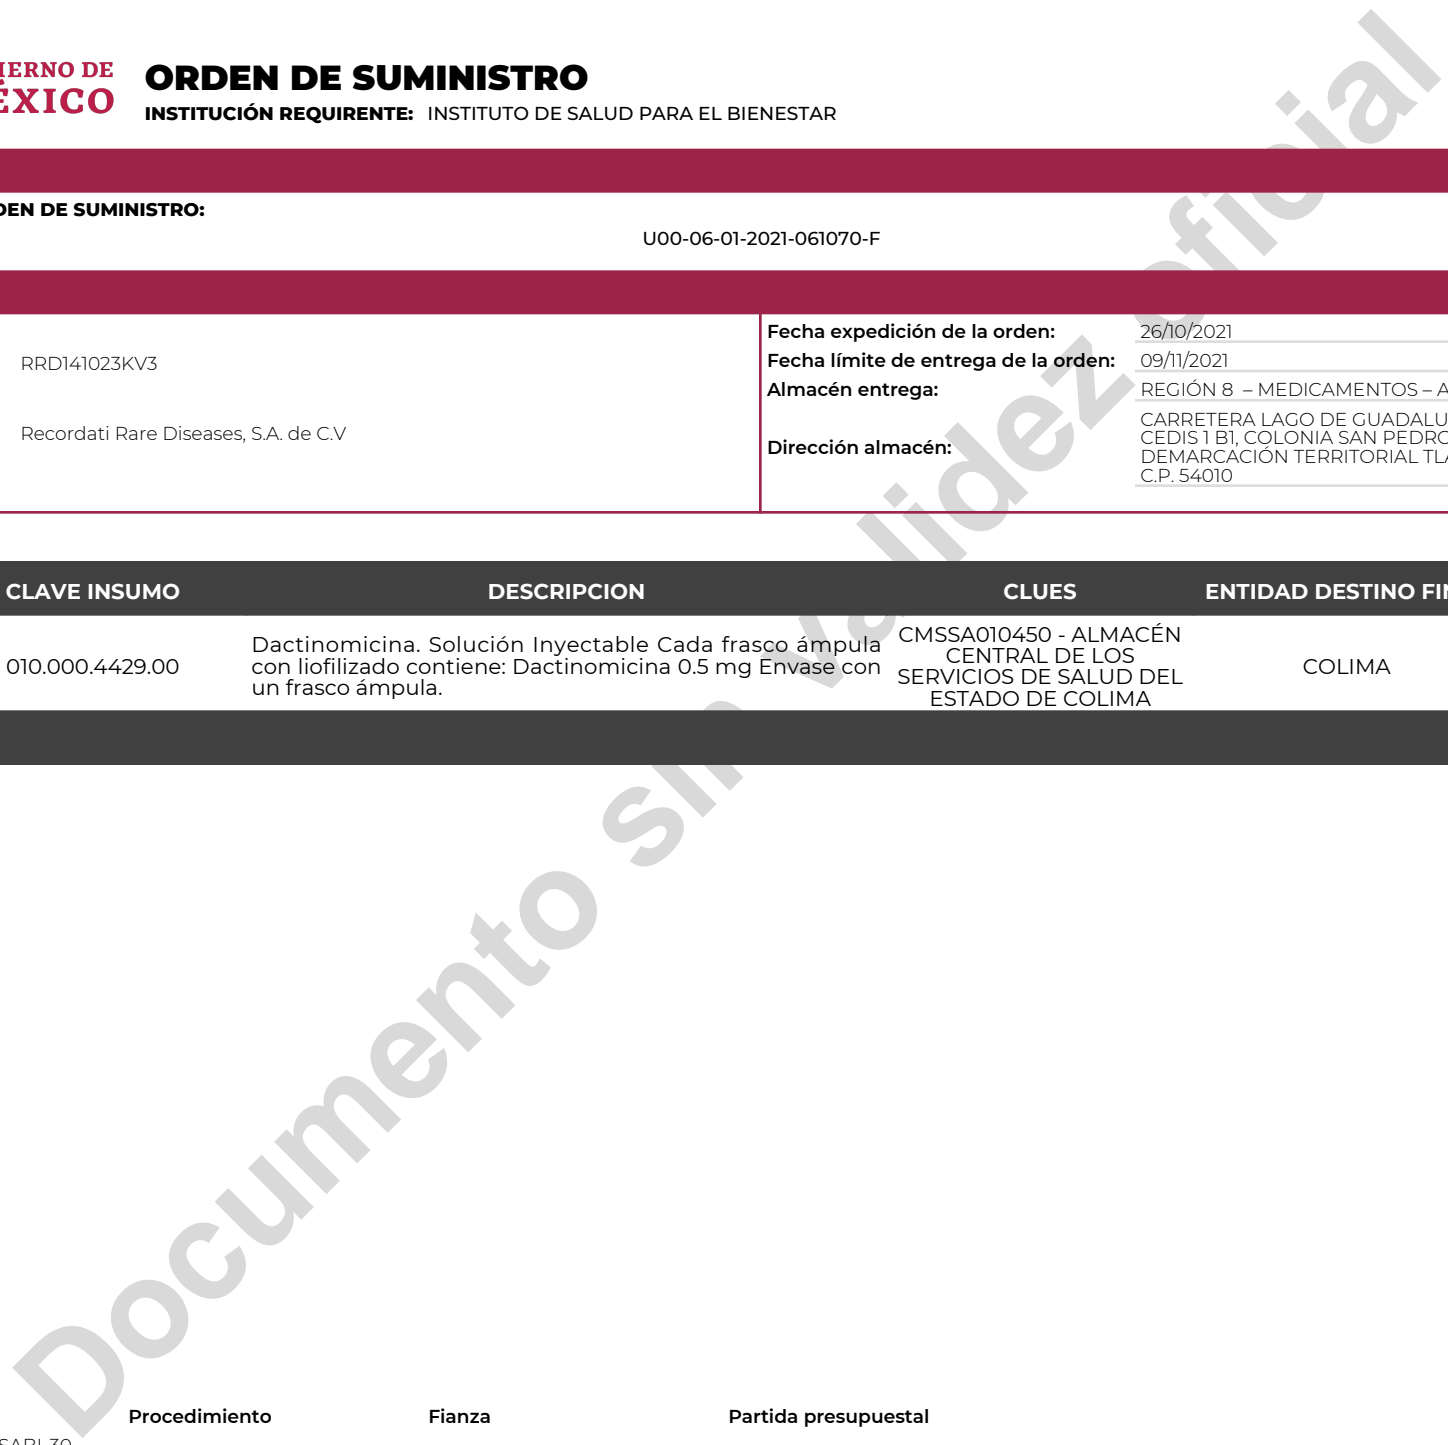 IERNO DE
ÉXICO
ORDEN DE SUMINISTRO
INSTITUCIÓN REQUIRENTE: INSTITUTO DE SALUD PARA EL BIENESTAR
DEN DE SUMINISTRO:
U00-06-01-2021-061070-F
RRD141023KV3
Recordati Rare Diseases, S.A. de C.V
Fecha expedición de la orden: 26/10/2021
Fecha límite de entrega de la orden: 09/11/2021
Almacén entrega: REGIÓN 8 – MEDICAMENTOS – A
Dirección almacén:
CARRETERA LAGO DE GUADALU
CEDIS 1 B1, COLONIA SAN PEDRO
DEMARCACIÓN TERRITORIAL TLA
C.P. 54010
CLAVE INSUMO DESCRIPCION CLUES ENTIDAD DESTINO FIN
010.000.4429.00
Dactinomicina. Solución Inyectable Cada frasco ámpula
con liofilizado contiene: Dactinomicina 0.5 mg Envase con
un frasco ámpula.
CMSSA010450 - ALMACÉN
CENTRAL DE LOS
SERVICIOS DE SALUD DEL
ESTADO DE COLIMA
COLIMA
Documento sin validez oficial
Procedimiento Fianza Partida presupuestal